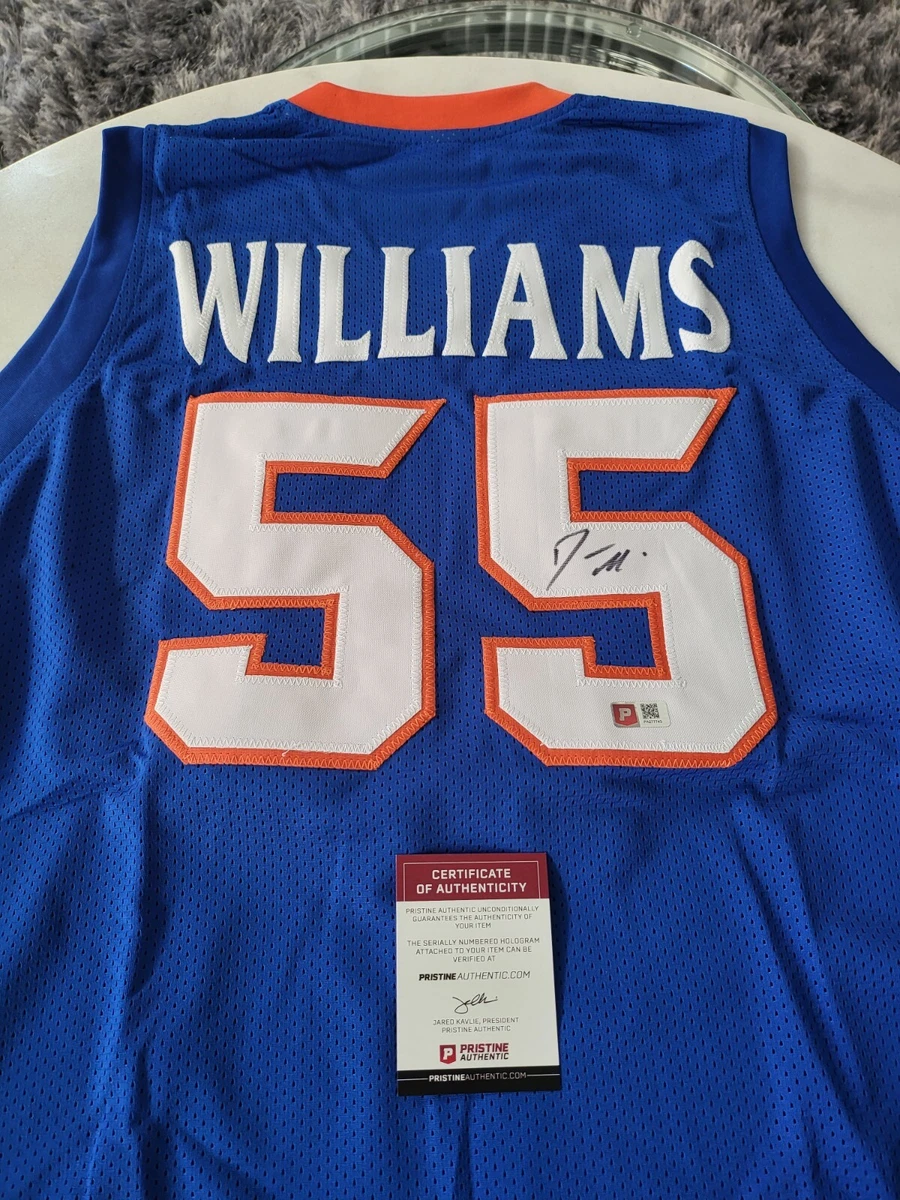 WILLIAMS
55
P
CERTIFICATE
OF AUTHENTICITY
PRISTINE AUTHENTIC UNCONDITIONALLY
GUARANTEES THE AUTHENTICITY OF
YOUR ITEM
THE SERIALLY NUMBERED HOLOGRAM
ATTACHED TO YOUR ITEM CAN BE
VERIFIED AT
PRISTINEAUTHENTIC.COM
JARED KAVLIE, PRESIDENT
PRISTINE AUTHENTIC
P PRISTINE
AUTHENTIC
PRISTINEAUTHENTIC.COM